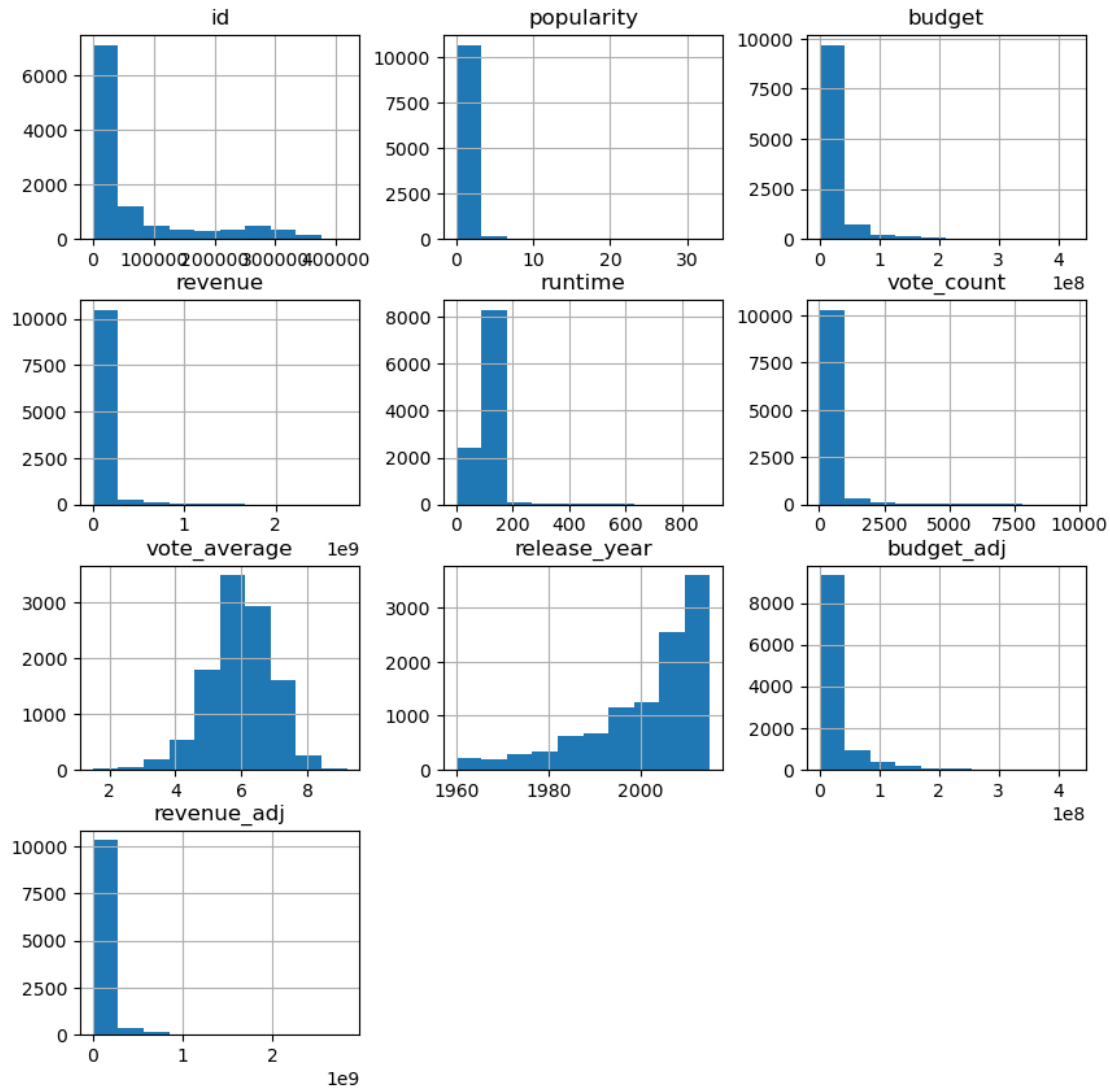 id
6000
4000
2000
0
0 100000 200000 300000 400000
popularity
10000
7500
5000
2500
0
0 10 20 30
budget
10000
7500
5000
2500
0
0 1 2 3 4
1e8
revenue
10000
7500
5000
2500
0
0 1 2
1e9
runtime
8000
6000
4000
2000
0
0 200 400 600 800
vote_count
10000
7500
5000
2500
0
0 2500 5000 7500 10000
vote_average
3000
2000
1000
0
2 4 6 8
release_year
3000
2000
1000
0
1960 1980 2000
budget_adj
8000
6000
4000
2000
0
0 1 2 3 4
1e8
revenue_adj
10000
7500
5000
2500
0
0 1 2
1e9